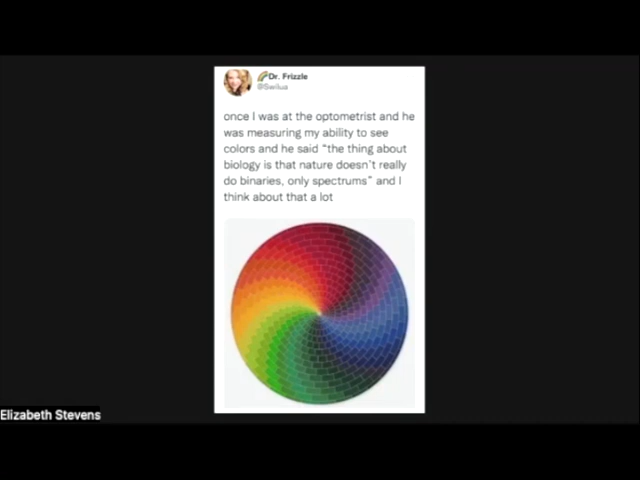 Dr. Frizzle
@Swilua
once I was at the optometrist and he
was measuring my ability to see
colors and he said "the thing about
biology is that nature doesn't really
do binaries, only spectrums" and I
think about that a lot
Elizabeth Stevens